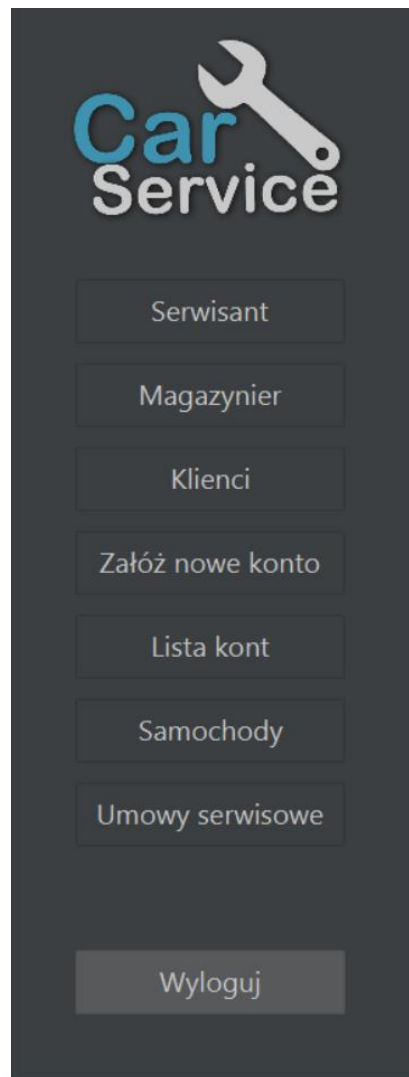 Car
Service
Serwisant
Magazynier
Klienci
Załóż nowe konto
Lista kont
Samochody
Umowy serwisowe
Wyloguj